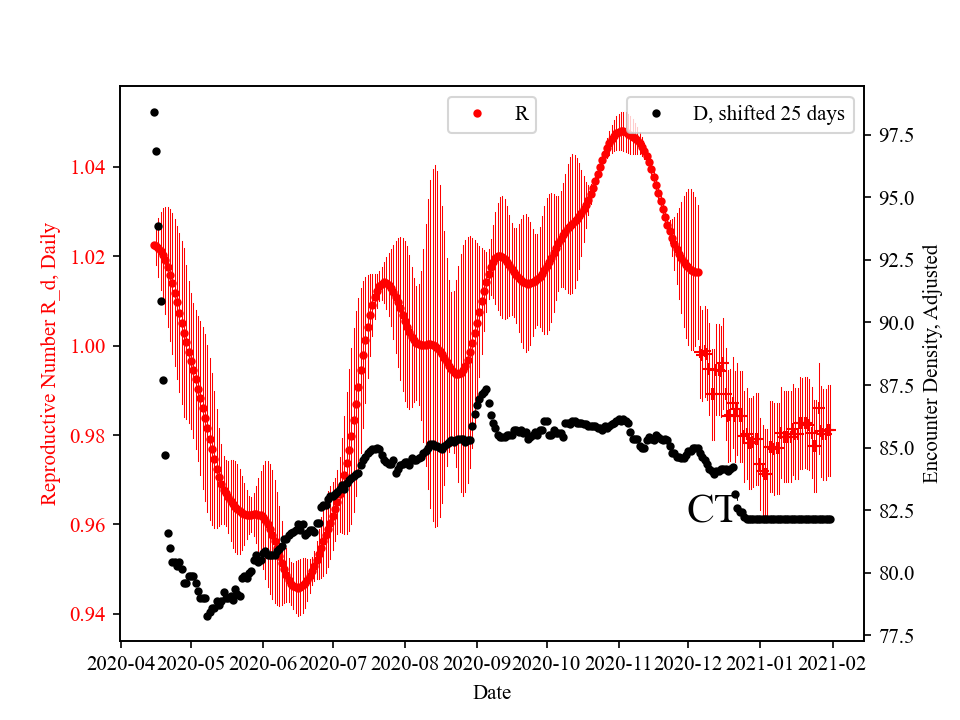 R
D, shifted 25 days
1.04
1.02
1.00
0.98
0.96
0.94
Reproductive Number R_d, Daily
97.5
95.0
92.5
90.0
87.5
85.0
82.5
80.0
77.5
Encounter Density, Adjusted
CT
2020-04 2020-05 2020-06 2020-07 2020-08 2020-09 2020-10 2020-11 2020-12 2021-01 2021-02
Date